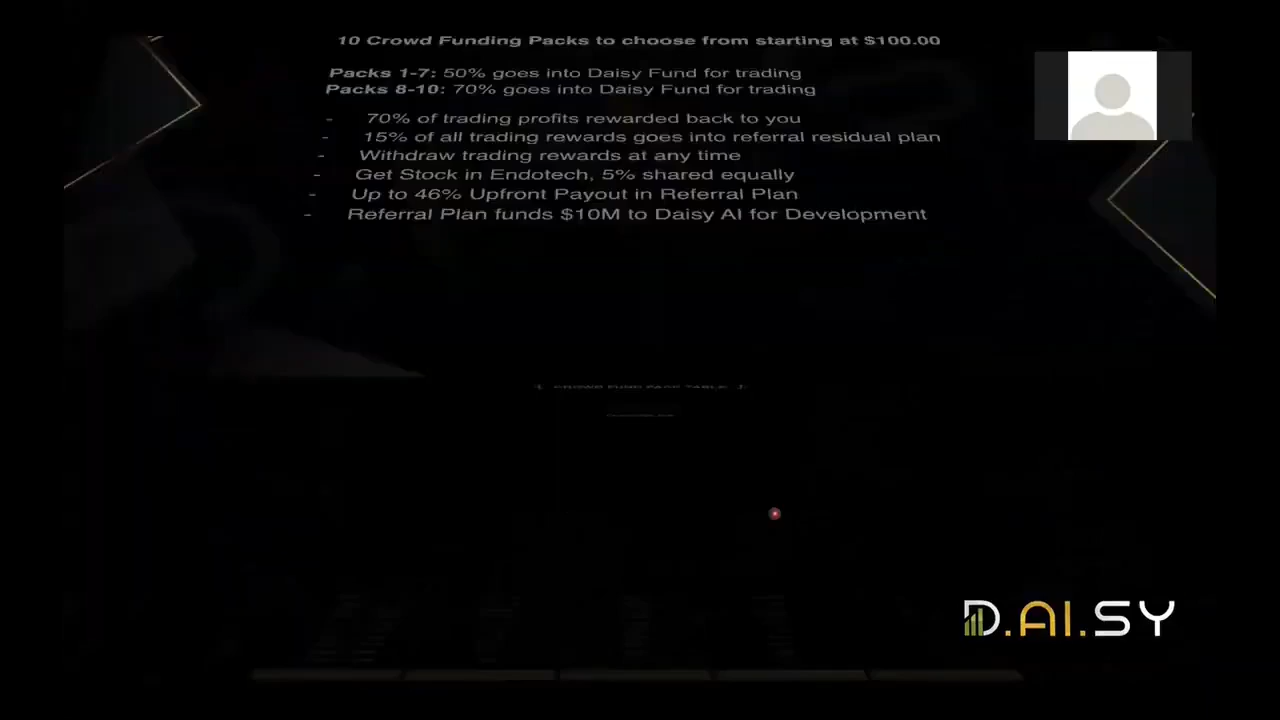 10 Crowd Funding Packs to choose from starting at $100.00
Packs 1-7: 50% goes into Daisy Fund for trading
Packs 8-10: 70% goes into Daisy Fund for trading
- 70% of trading profits rewarded back to you
- 15% of all trading rewards goes into referral residual plan
- Withdraw trading rewards at any time
- Get Stock in Endotech, 5% shared equally
- Up to 46% Upfront Payout in Referral Plan
- Referral Plan funds $10M to Daisy AI for Development
CROWD FUND PACK TABLE
D.AI.SY